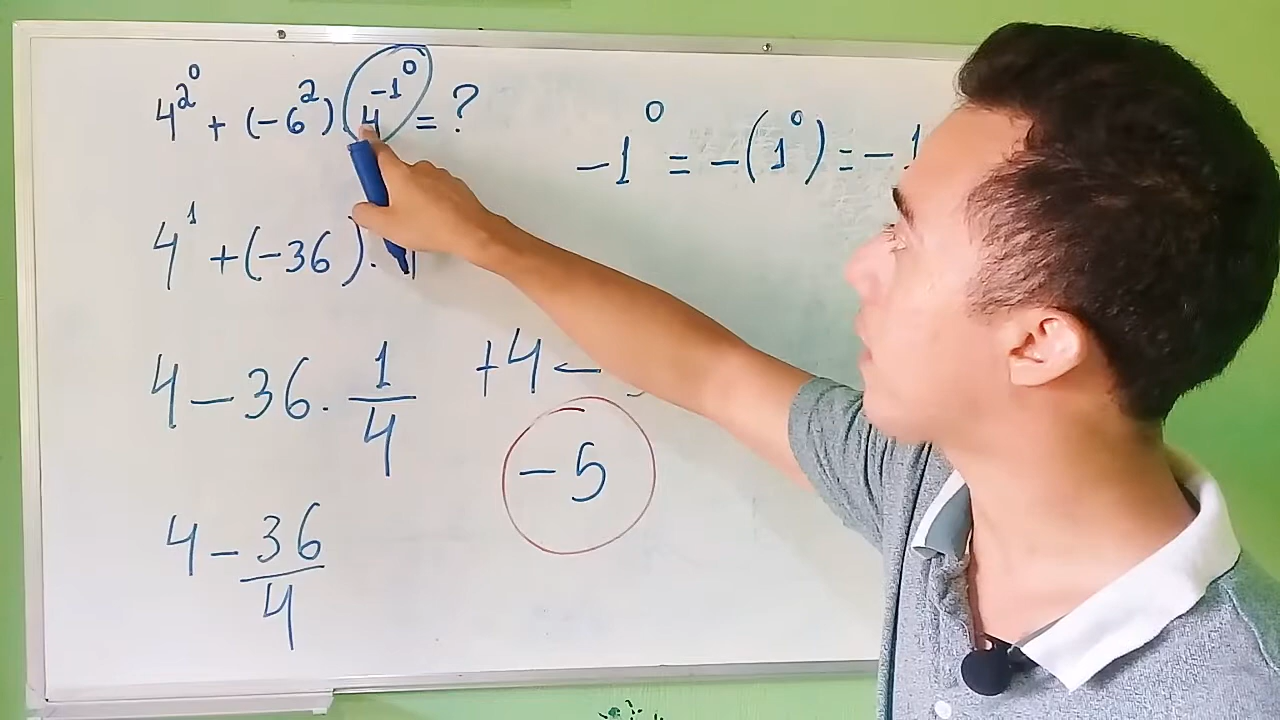 4^2^0 + (-6^2) 4^-1^0 = ?
-1^0 = -(1^0) = -1
4^1 + (-36) .
4 - 36 . 1/4
+4 -
-5
4 - 36/4